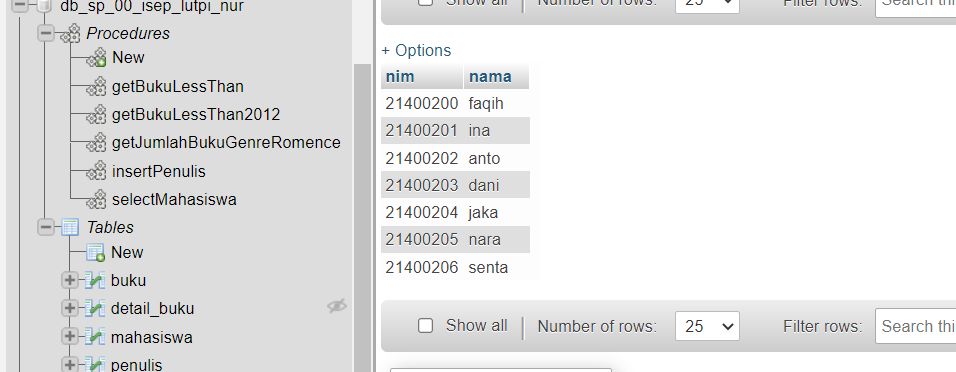 db_sp_00_isep_lutpi_nur
Procedures
New
getBukuLessThan
getBukuLessThan2012
getJumlahBukuGenreRomence
insertPenulis
selectMahasiswa
Tables
New
buku
detail_buku
mahasiswa
penulis
Show all Number of rows: 25 Filter rows: Search this
+ Options
nim nama
21400200 faqih
21400201 ina
21400202 anto
21400203 dani
21400204 jaka
21400205 nara
21400206 senta
Show all Number of rows: 25 Filter rows: Search thi